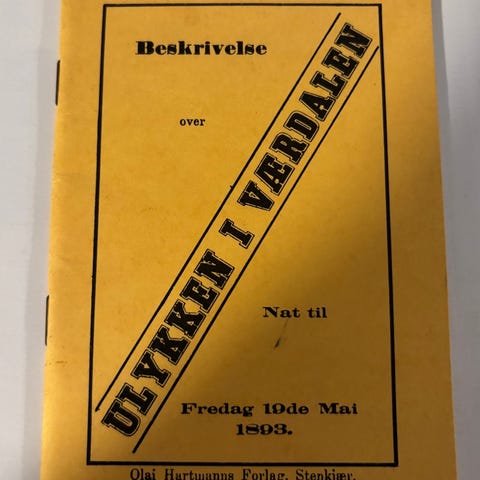 Beskrivelse
over
ULYKKEN I VÆRDALEN
Nat til
Fredag 19de Mai
1893.
Olai Hartmanns Forlag, Stenkjær.